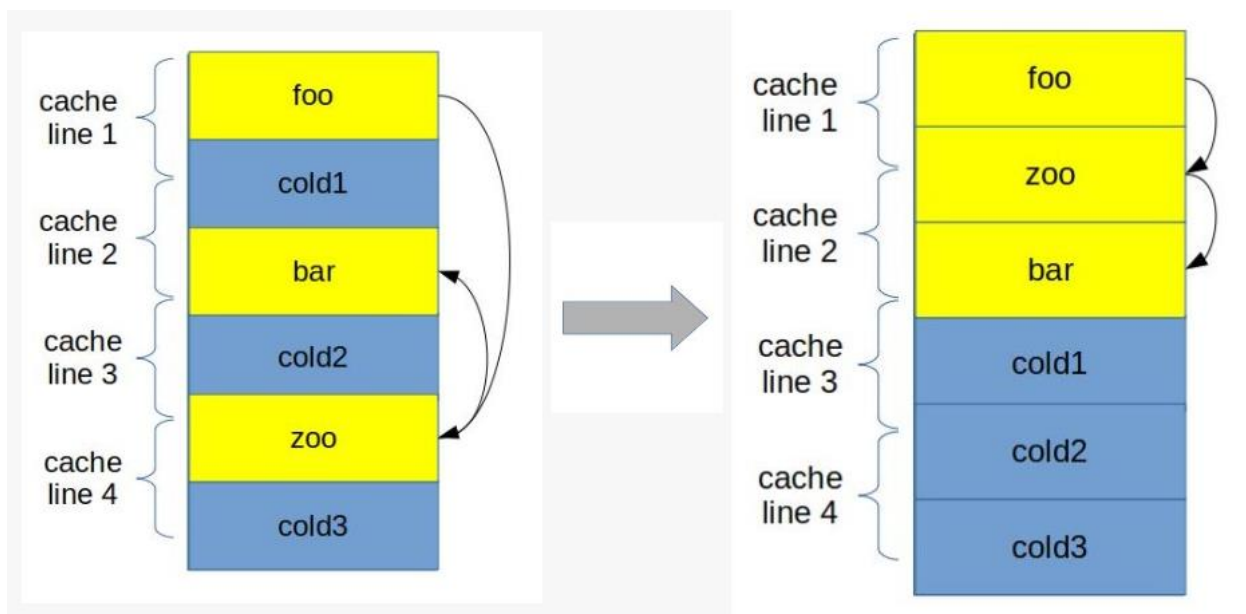 cache
line 1
cache
line 2
cache
line 3
cache
line 4
foo
cold1
bar
cold2
zoo
cold3
cache
line 1
cache
line 2
cache
line 3
cache
line 4
foo
zoo
bar
cold1
cold2
cold3